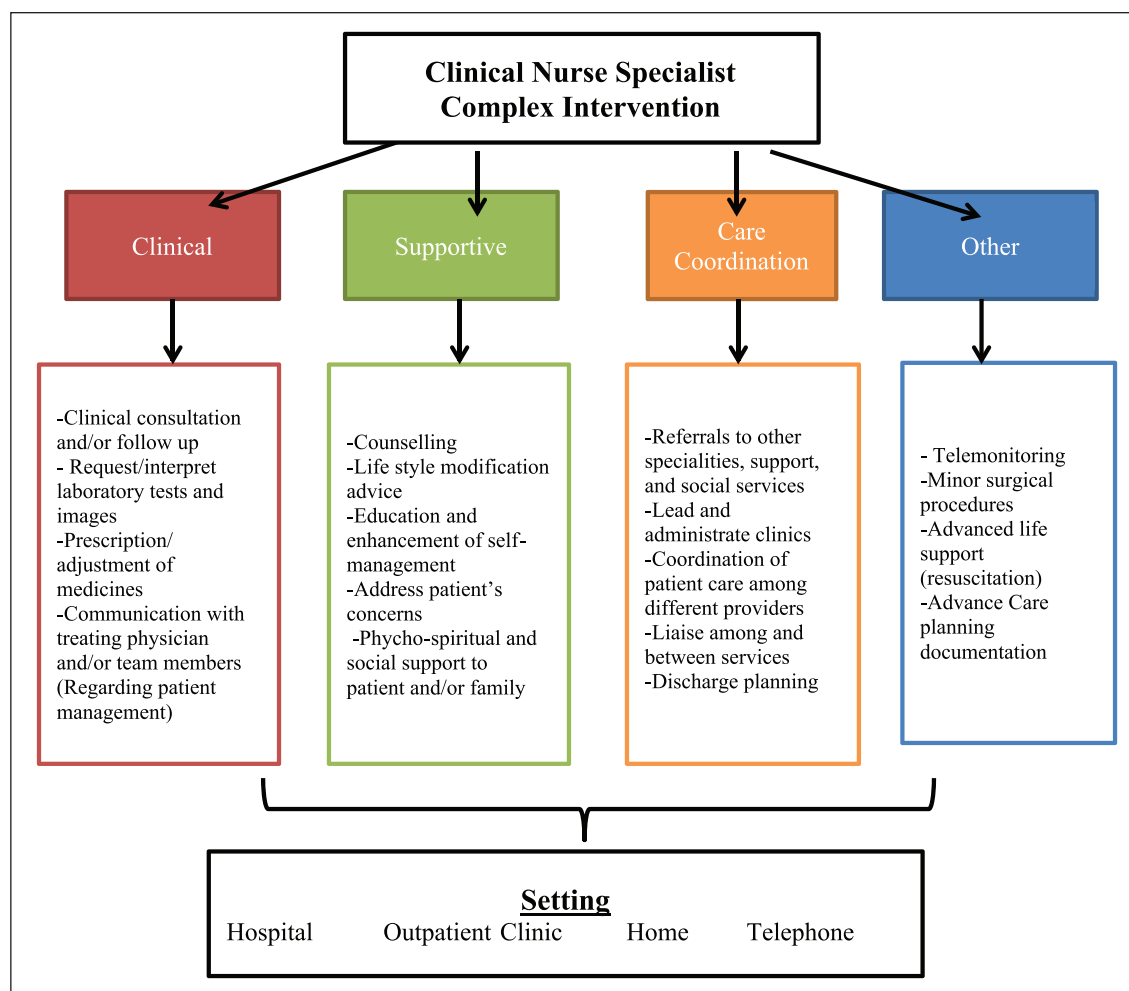 Clinical Nurse Specialist
Complex Intervention
Clinical
Supportive
Care
Coordination
Other
-Clinical consultation
and/or follow up
- Request/interpret
laboratory tests and
images
-Prescription/
adjustment of
medicines
-Communication with
treating physician
and/or team members
(Regarding patient
management)
-Counselling
-Life style modification
advice
-Education and
enhancement of self-
management
-Address patient’s
concerns
-Phycho-spiritual and
social support to
patient and/or family
-Referrals to other
specialities, support,
and social services
-Lead and
administrate clinics
-Coordination of
patient care among
different providers
-Liaise among and
between services
-Discharge planning
- Telemonitoring
-Minor surgical
procedures
-Advanced life
support
(resuscitation)
-Advance Care
planning
documentation
Setting
Hospital Outpatient Clinic Home Telephone